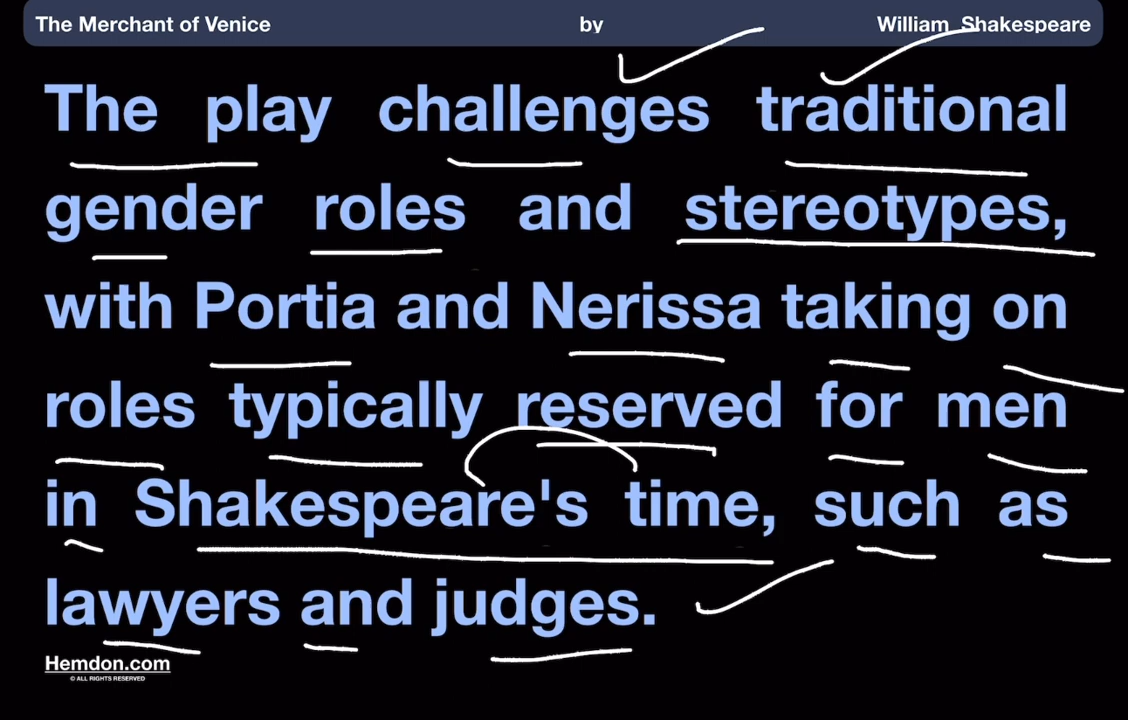 The Merchant of Venice by William Shakespeare
The play challenges traditional
gender roles and stereotypes,
with Portia and Nerissa taking on
roles typically reserved for men
in Shakespeare's time, such as
lawyers and judges.
Hemdon.com
© ALL RIGHTS RESERVED